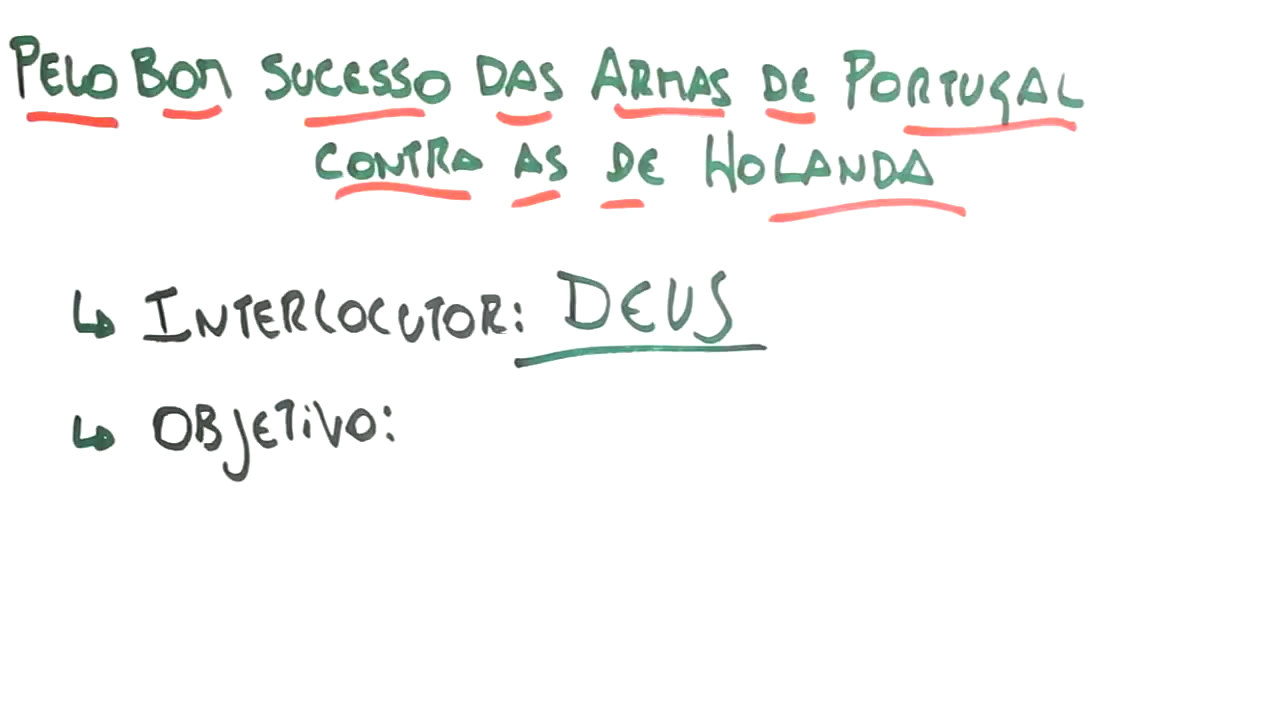 PELO BOM SUCESSO DAS ARMAS DE PORTUGAL
CONTRA AS DE HOLANDA
↳ INTERLOCUTOR: DEUS
↳ OBJETIVO: